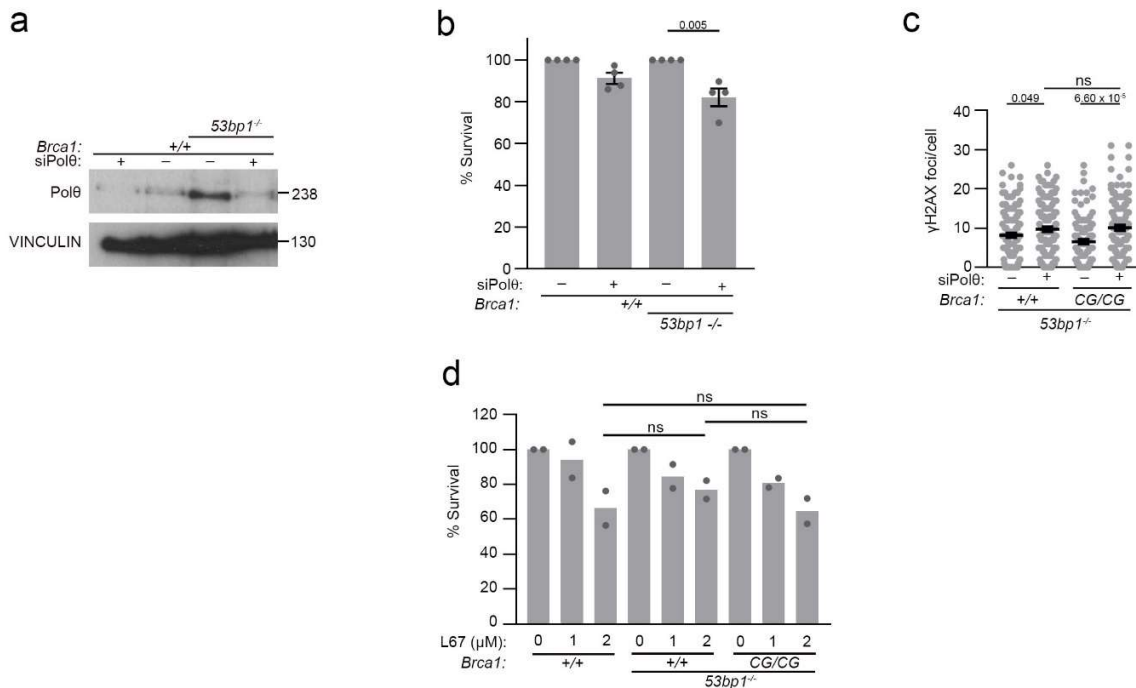 a
53bp1-/-
Brca1: +/+
siPolθ: + – – +
Polθ 238
VINCULIN 130
b
0.005
100
80
60
% Survival
40
20
0
siPolθ: – + – +
Brca1: +/+
53bp1 -/-
c
ns
0.049 6.60 x 10-5
40
30
γH2AX foci/cell
20
10
0
siPolθ: – + – +
Brca1: +/+ CG/CG
53bp1-/-
d
ns
ns ns
120
100
80
% Survival
60
40
20
0
L67 (µM): 0 1 2 0 1 2 0 1 2
Brca1: +/+ +/+ CG/CG
53bp1-/-